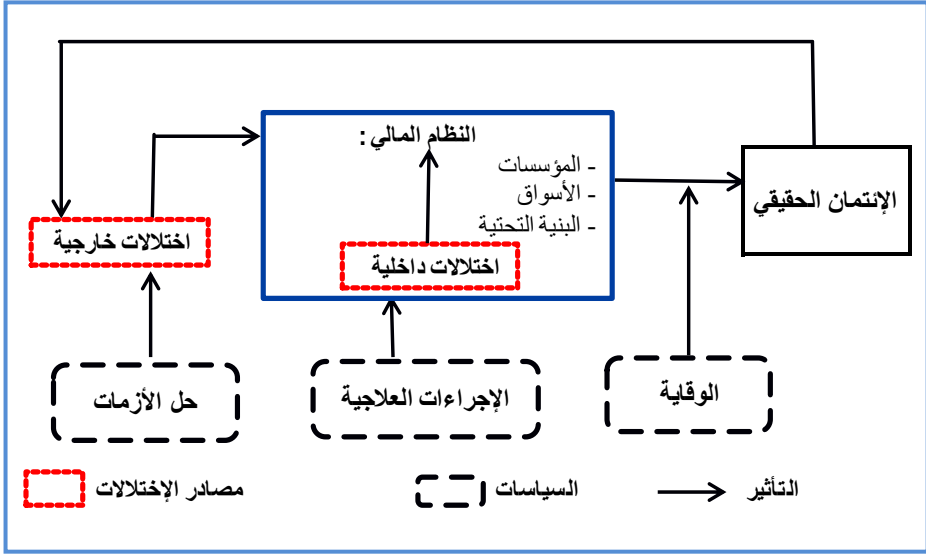 النظام المالي :
- المؤسسات
- الأسواق
- البنية التحتية
الإئتمان الحقيقي
اختلالات خارجية
اختلالات داخلية
الوقاية
الإجراءات العلاجية
حل الأزمات
التأثير
السياسات
مصادر الإختلالات